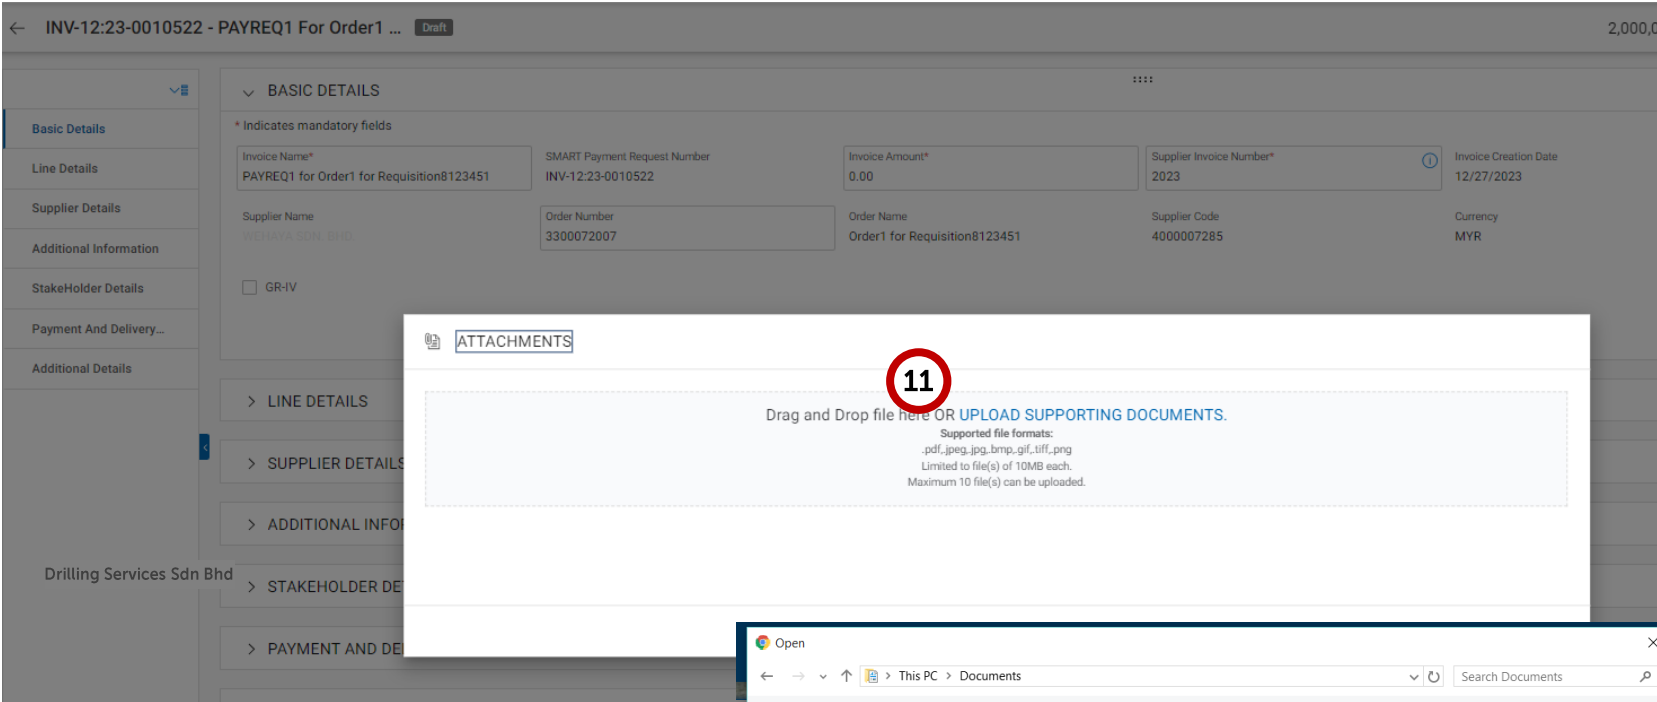 INV-12:23-0010522 - PAYREQ1 For Order1 ... Draft 2,000,0
Basic Details
Line Details
Supplier Details
Additional Information
StakeHolder Details
Payment And Delivery...
Additional Details
BASIC DETAILS
* Indicates mandatory fields
Invoice Name*
PAYREQ1 for Order1 for Requisition8123451
SMART Payment Request Number
INV-12:23-0010522
Invoice Amount*
0.00
Supplier Invoice Number*
2023
Invoice Creation Date
12/27/2023
Supplier Name
WEHAYA SDN. BHD.
Order Number
3300072007
Order Name
Order1 for Requisition8123451
Supplier Code
4000007285
Currency
MYR
GR-IV
LINE DETAILS
SUPPLIER DETAILS
ADDITIONAL INFO
STAKEHOLDER DE
PAYMENT AND DE
Drilling Services Sdn Bhd
ATTACHMENTS
11
Drag and Drop file here OR UPLOAD SUPPORTING DOCUMENTS.
Supported file formats:
.pdf,.jpeg,.jpg,.bmp,.gif,.tiff,.png
Limited to file(s) of 10MB each.
Maximum 10 file(s) can be uploaded.
Open
This PC > Documents
Search Documents